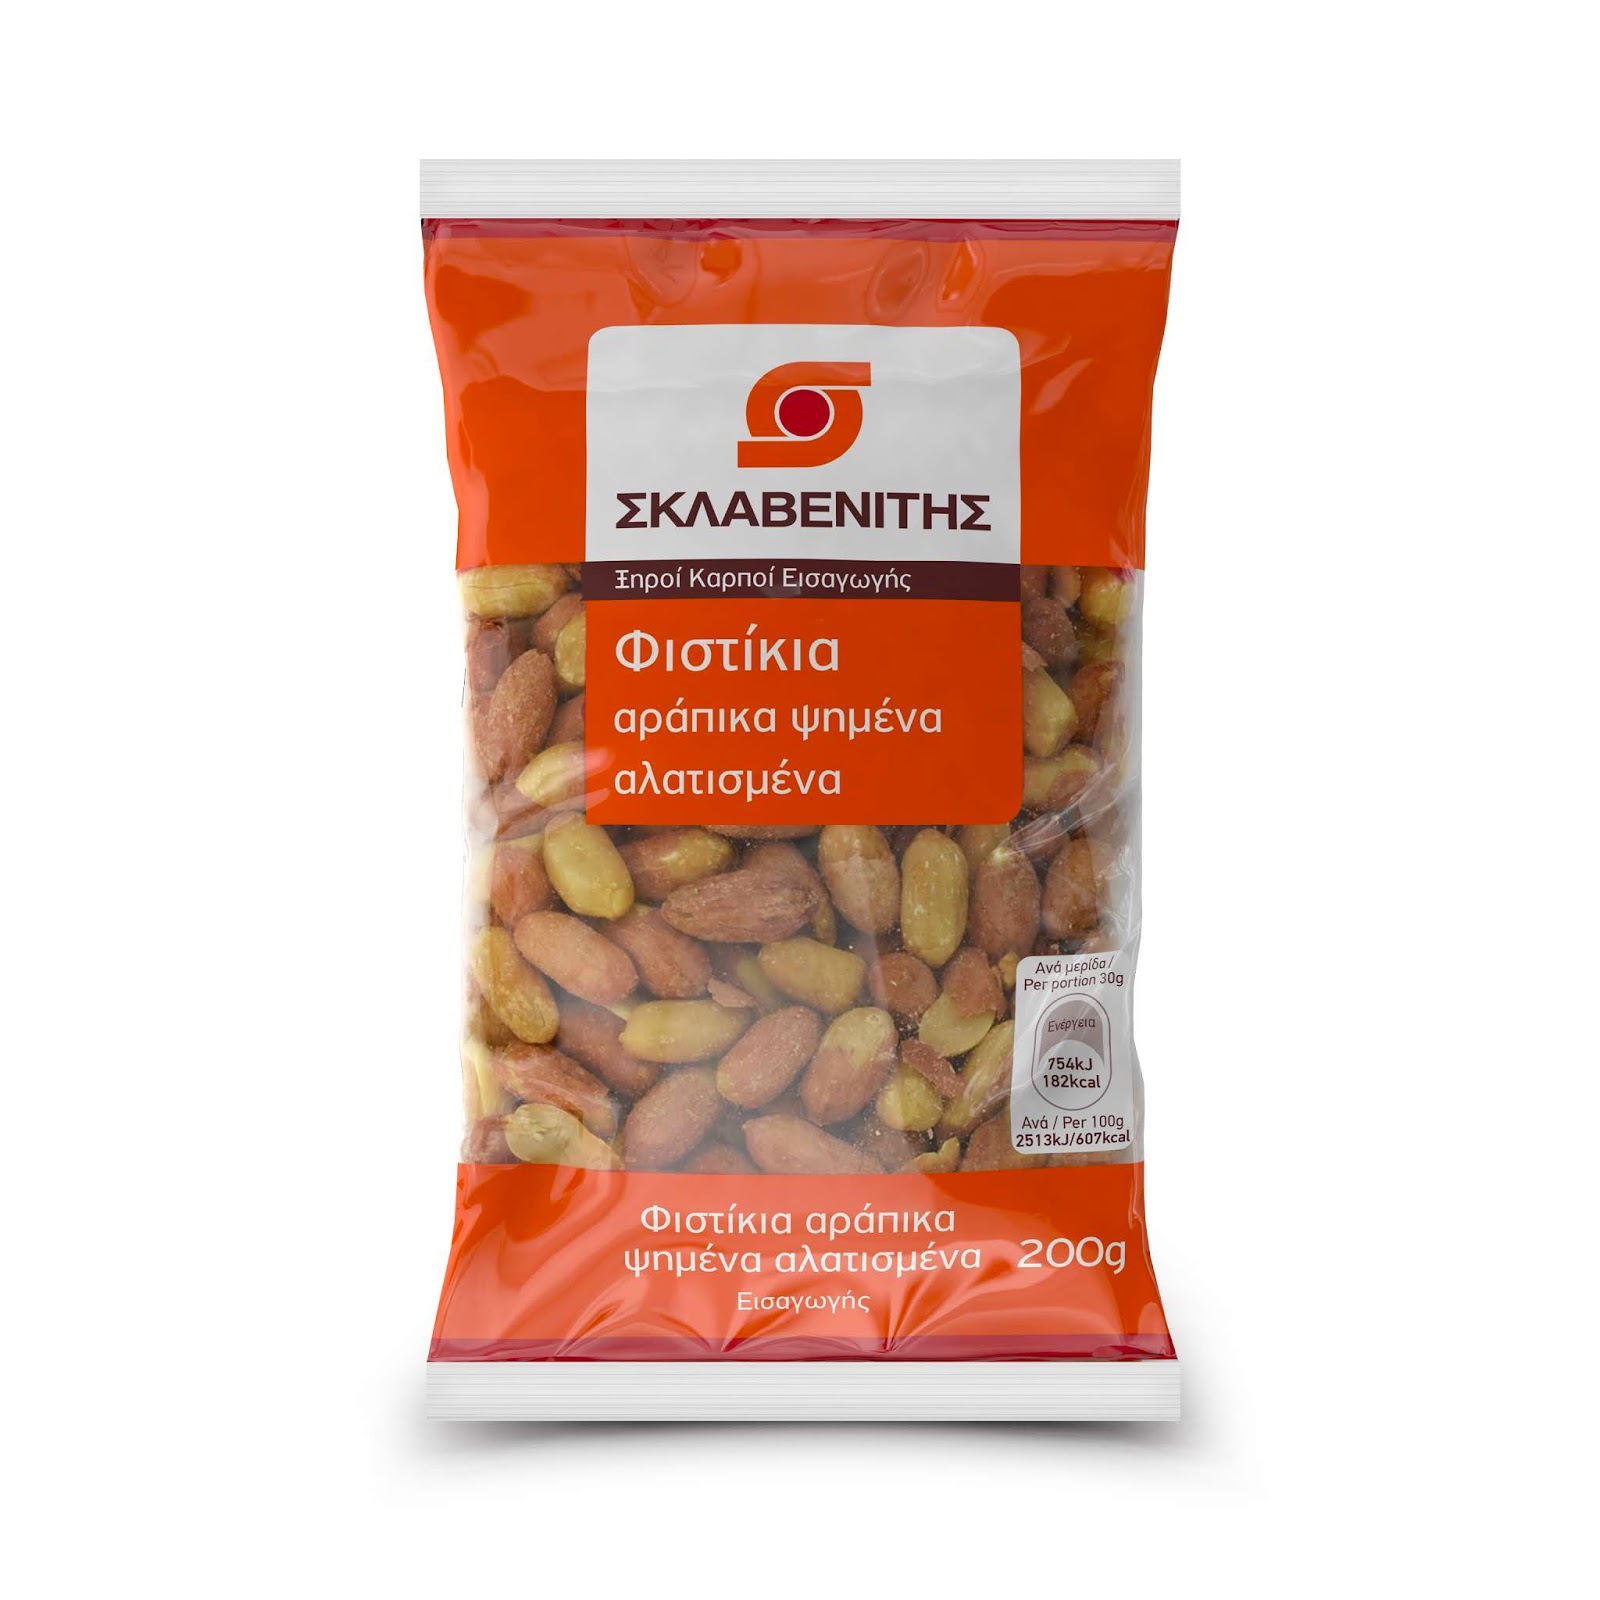 ΣΚΛΑΒΕΝΙΤΗΣ
Ξηροί Καρποί Εισαγωγής
Φιστίκια
αράπικα ψημένα
αλατισμένα
Ανά μερίδα /
Per portion 30g
Ενέργεια
754kJ
182kcal
Ανά / Per 100g
2513kJ/607kcal
Φιστίκια αράπικα
ψημένα αλατισμένα 200g
Εισαγωγής